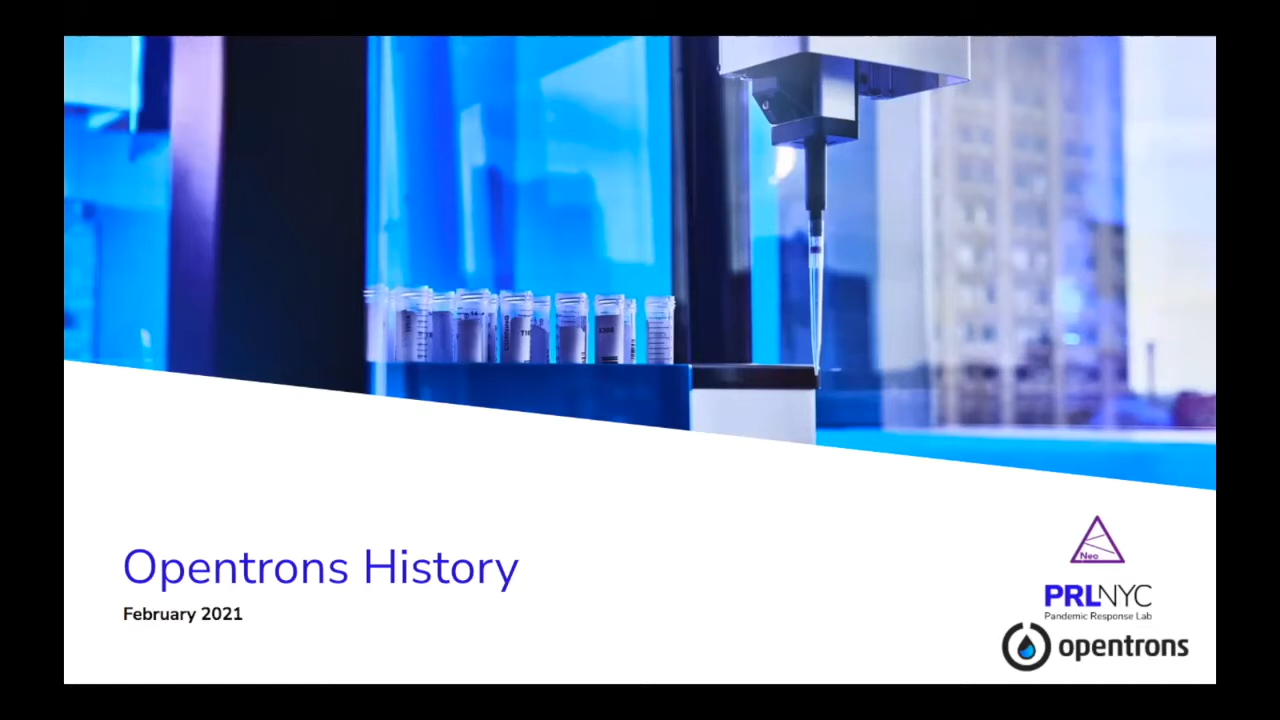 Opentrons History
February 2021
Neo
PRLNYC
Pandemic Response Lab
opentrons